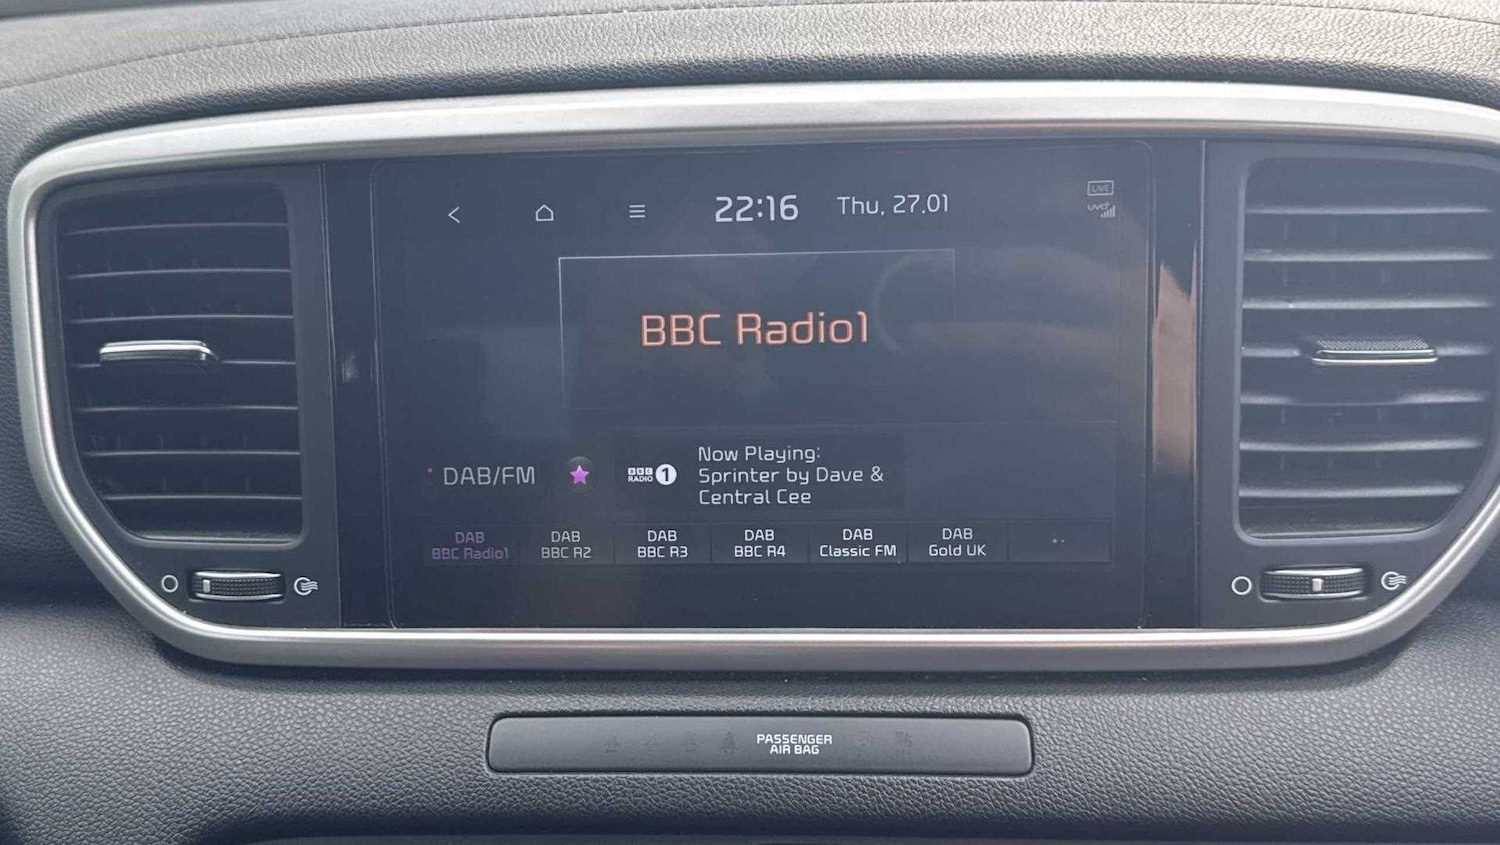 22:16 Thu, 27.01
LIVE
UVO
BBC Radio1
DAB/FM
BBC
RADIO 1
Now Playing:
Sprinter by Dave &
Central Cee
DAB
BBC Radio1
DAB
BBC R2
DAB
BBC R3
DAB
BBC R4
DAB
Classic FM
DAB
Gold UK
PASSENGER
AIR BAG